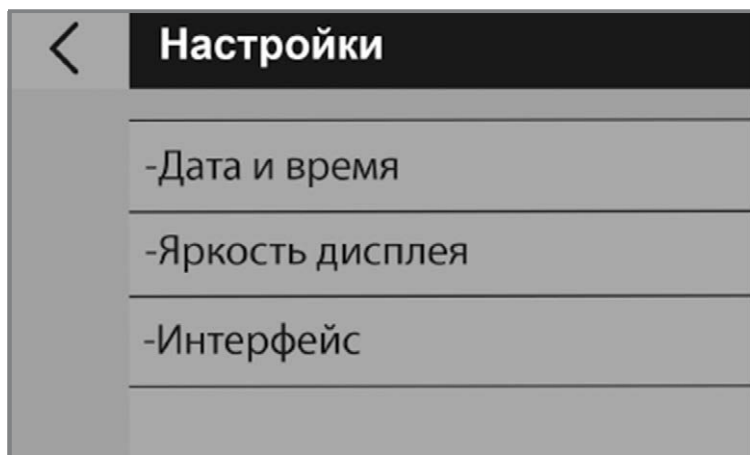 Настройки
-Дата и время
-Яркость дисплея
-Интерфейс